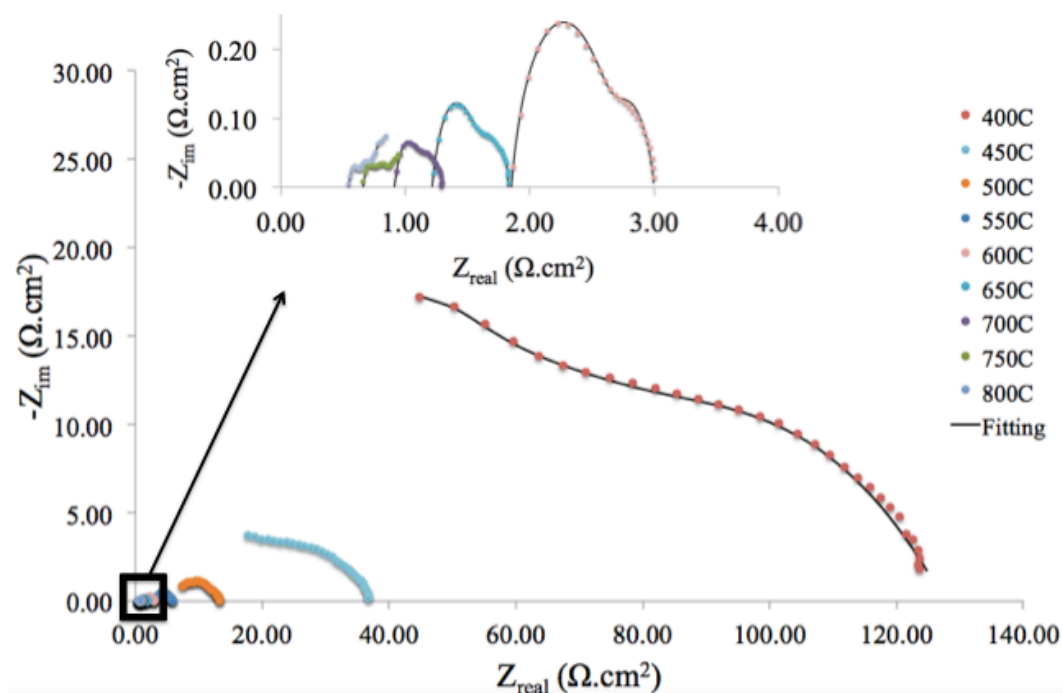 -Z_im (Ω.cm²)
0.20
0.10
0.00
0.00 1.00 2.00 3.00 4.00
Z_real (Ω.cm²)
-Z_im (Ω.cm²)
30.00
25.00
20.00
15.00
10.00
5.00
0.00
0.00 20.00 40.00 60.00 80.00 100.00 120.00 140.00
Z_real (Ω.cm²)
400C
450C
500C
550C
600C
650C
700C
750C
800C
Fitting